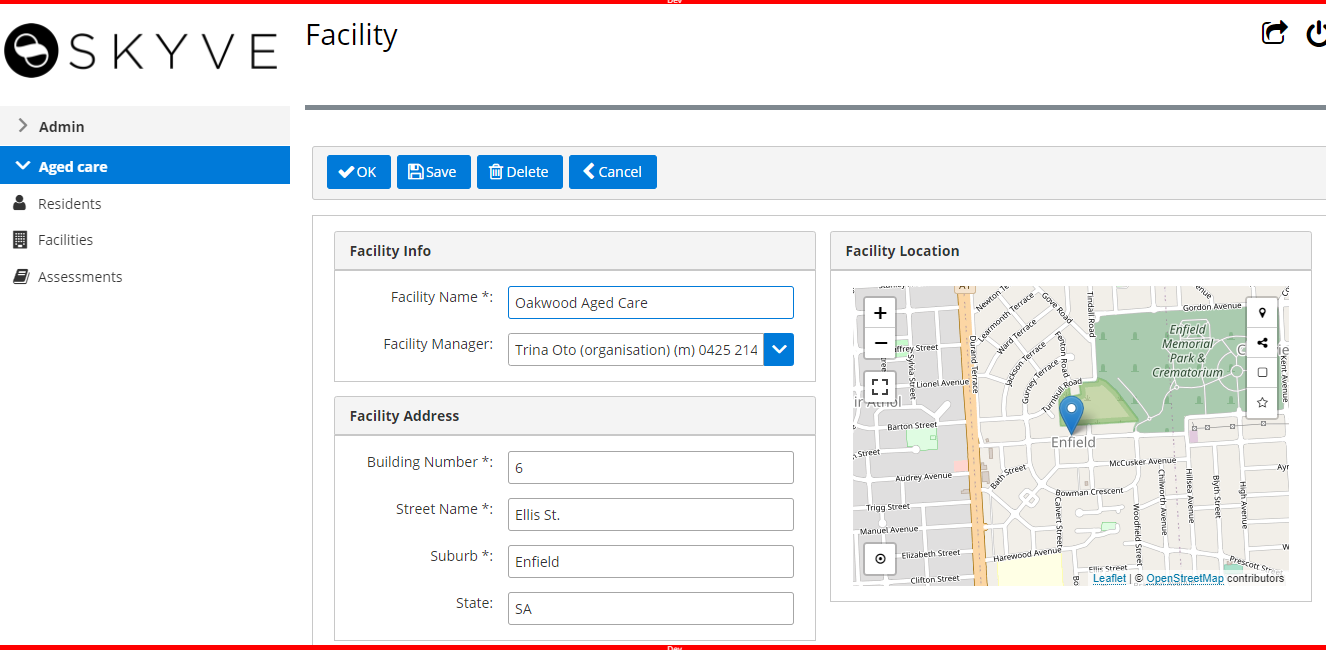 Dev
SKYVE
Facility
Admin
Aged care
Residents
Facilities
Assessments
OK
Save
Delete
Cancel
Facility Info
Facility Name *:
Oakwood Aged Care
Facility Manager:
Trina Oto (organisation) (m) 0425 214
Facility Address
Building Number *:
6
Street Name *:
Ellis St.
Suburb *:
Enfield
State:
SA
Facility Location
+
−
A1
Newton Te
Learmonth Terrace
Ward Terrace
Jackson Terrace
Gurney Terrace
Turnbull Road
Gove Road
Fenton Road
Tindall Road
Durand Terrace
Gordon Avenue
Enfield
Memorial
Park &
Crematorium
Kent Avenue
ffrey Street
Sylvia Street
Lionel Avenue
Barton Street
Street
Audrey Avenue
Trigg Street
Manuel Avenue
Elizabeth Street
Clifton Street
Enfield
McCusker Avenue
Bath Street
Bowman Crescent
Calvert Street
Harewood Avenue
Woodfield Street
Chilworth Avenue
Hillsea Avenue
Blyth Street
High Avenue
Ellis Street
Prescott
Leaflet | © OpenStreetMap contributors
Dev